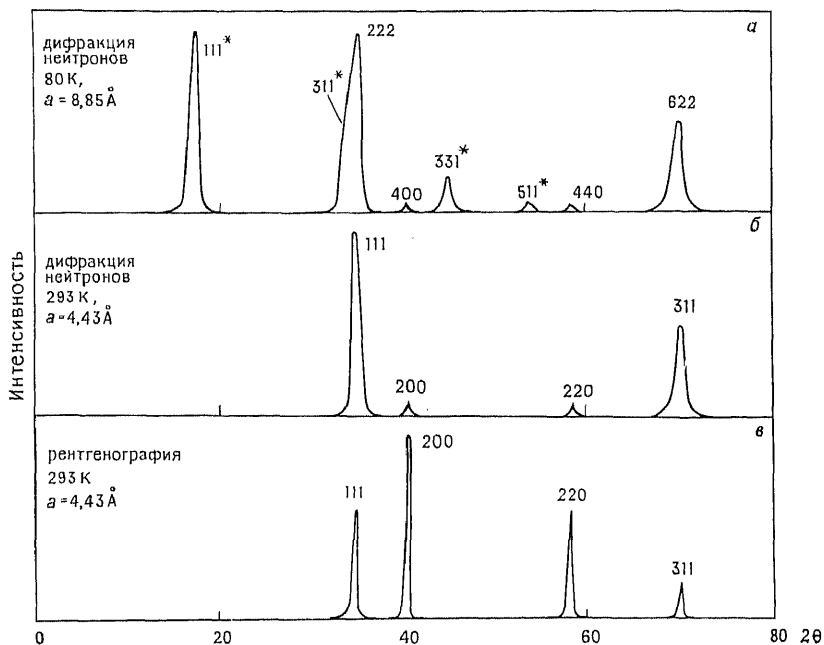 Интенсивность
а
дифракция
нейтронов
80 К,
a = 8,85 Å
111*
311*
222
400
331*
511*
440
622
б
дифракция
нейтронов
293 К,
a = 4,43 Å
111
200
220
311
в
рентгенография
293 К
a = 4,43 Å
111
200
220
311
0
20
40
60
80
2θ